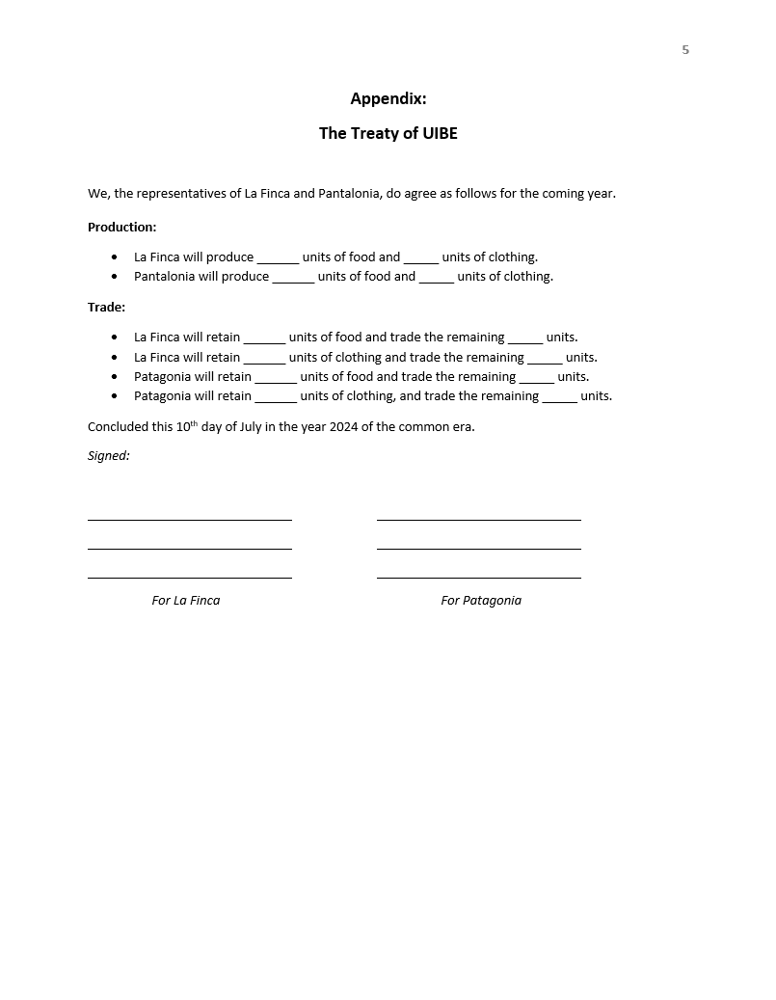 5
Appendix:
The Treaty of UIBE
We, the representatives of La Finca and Pantalonia, do agree as follows for the coming year.
Production:
• La Finca will produce ______ units of food and _____ units of clothing.
• Pantalonia will produce ______ units of food and _____ units of clothing.
Trade:
• La Finca will retain ______ units of food and trade the remaining _____ units.
• La Finca will retain ______ units of clothing and trade the remaining _____ units.
• Patagonia will retain ______ units of food and trade the remaining _____ units.
• Patagonia will retain ______ units of clothing, and trade the remaining _____ units.
Concluded this 10th day of July in the year 2024 of the common era.
Signed:
For La Finca For Patagonia